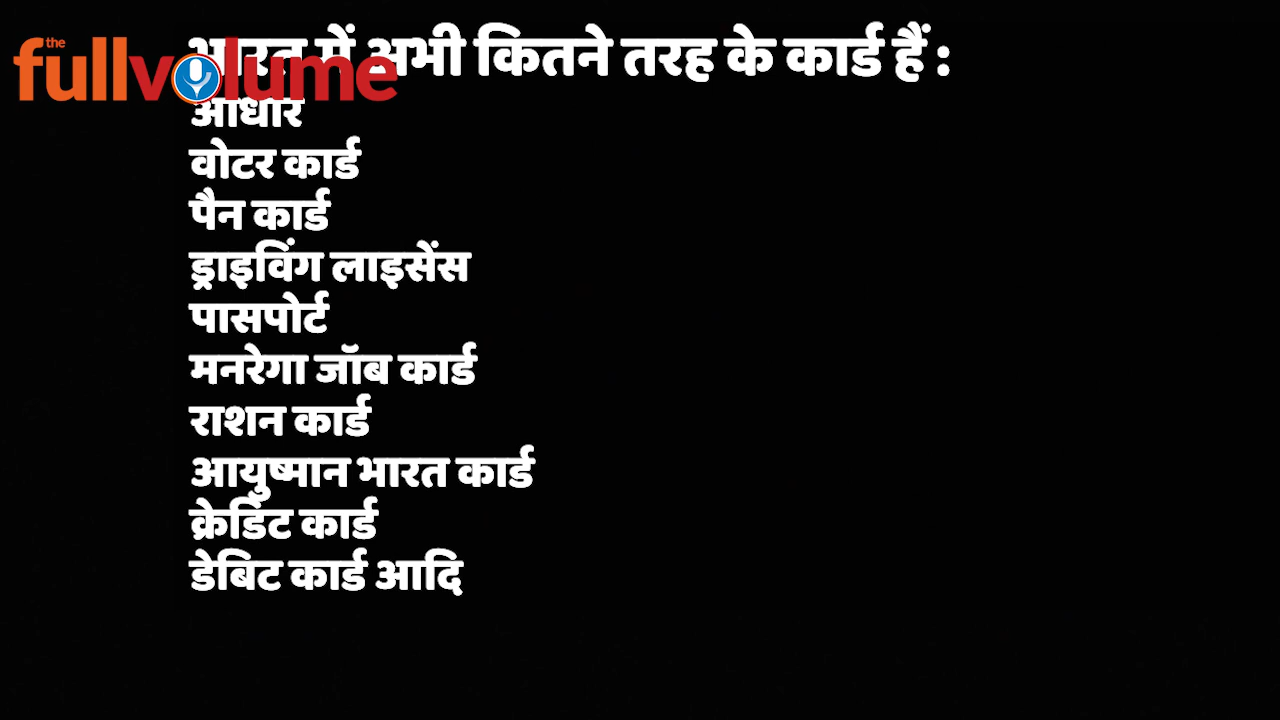 the
fullvolume
भारत में अभी कितने तरह के कार्ड हैं :
आधार
वोटर कार्ड
पैन कार्ड
ड्राइविंग लाइसेंस
पासपोर्ट
मनरेगा जॉब कार्ड
राशन कार्ड
आयुष्मान भारत कार्ड
क्रेडिट कार्ड
डेबिट कार्ड आदि